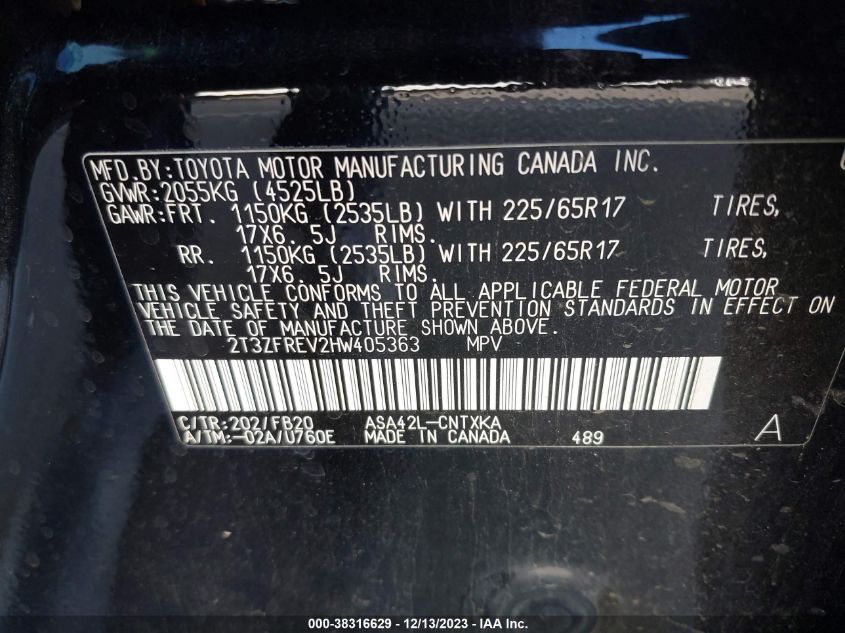 MFD.BY:TOYOTA MOTOR MANUFACTURING CANADA INC.
GVWR:2055KG (4525LB)
GAWR:FRT. 1150KG (2535LB) WITH 225/65R17 TIRES,
17X6. 5J RIMS.
RR. 1150KG (2535LB) WITH 225/65R17 TIRES,
17X6. 5J RIMS.
THIS VEHICLE CONFORMS TO ALL APPLICABLE FEDERAL MOTOR
VEHICLE SAFETY AND THEFT PREVENTION STANDARDS IN EFFECT ON
THE DATE OF MANUFACTURE SHOWN ABOVE.
2T3ZFREV2HW405363 MPV
C/TR:202/FB20 ASA42L-CNTXKA
A/TM:-02A/U760E MADE IN CANADA 489 A
000-38316629 - 12/13/2023 - IAA Inc.